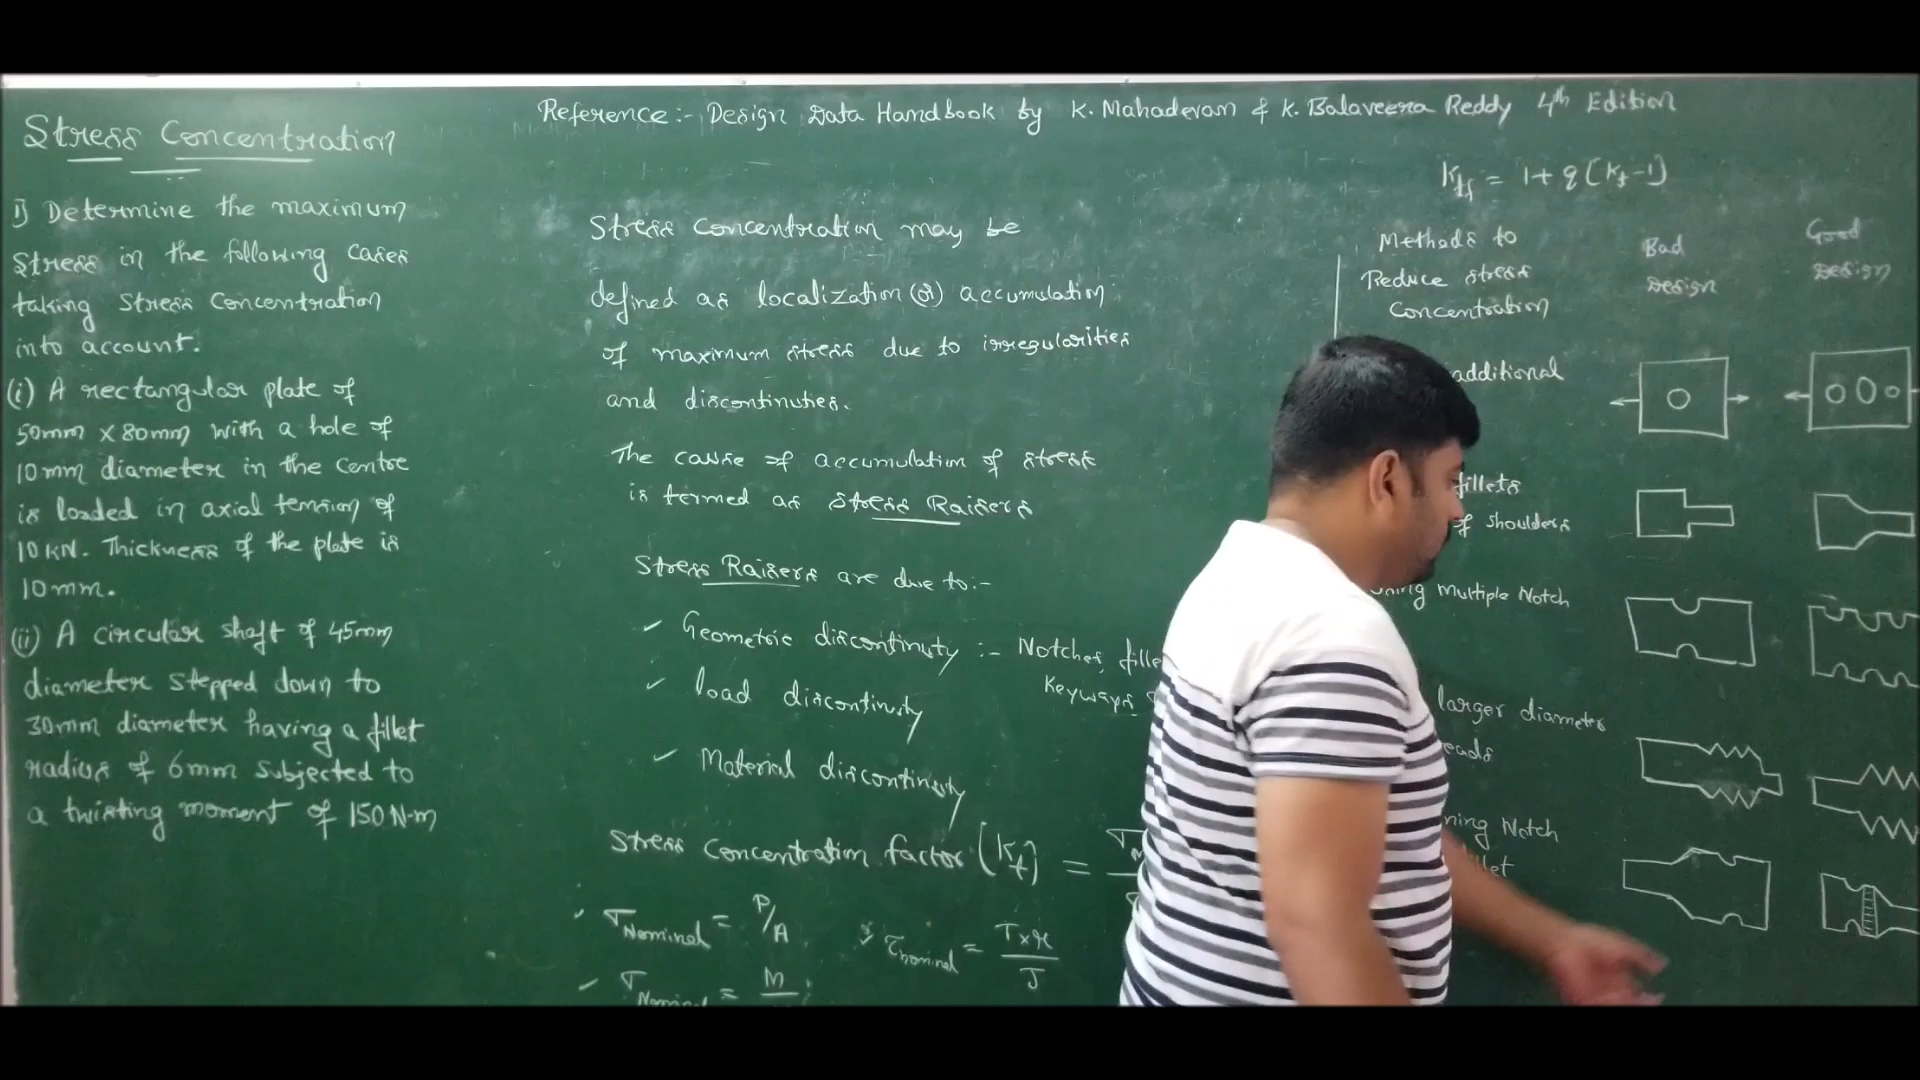 Reference:- Design Data Handbook by K. Mahadevan & K. Balaveera Reddy 4th Edition
Stress Concentration
1) Determine the maximum
stress in the following cases
taking stress concentration
into account.
(i) A rectangular plate of
50mm x 80mm with a hole of
10mm diameter in the centre
is loaded in axial tension of
10 KN. Thickness of the plate is
10mm.
(ii) A circular shaft of 45mm
diameter stepped down to
30mm diameter having a fillet
radius of 6mm subjected to
a twisting moment of 150 N-m
Stress Concentration may be
defined as localization (or) accumulation
of maximum stress due to irregularities
and discontinuties.
The cause of accumulation of stress
is termed as Stress Raisers
Stress Raisers are due to:-
✓ Geometric discontinuty :- Notches, fille
Keyways
✓ load discontinuty
✓ Material discontinuty
Stress Concentration factor (Kt) =
σNominal = P/A
τnominal = T×r/J
σNominal = M
Ktf = 1+q(Kt-1)
Methods to
Reduce stress
Concentration
Bad
Design
Good
Design
additional
fillets
of shoulders
multiple Notch
larger diameter
Notch